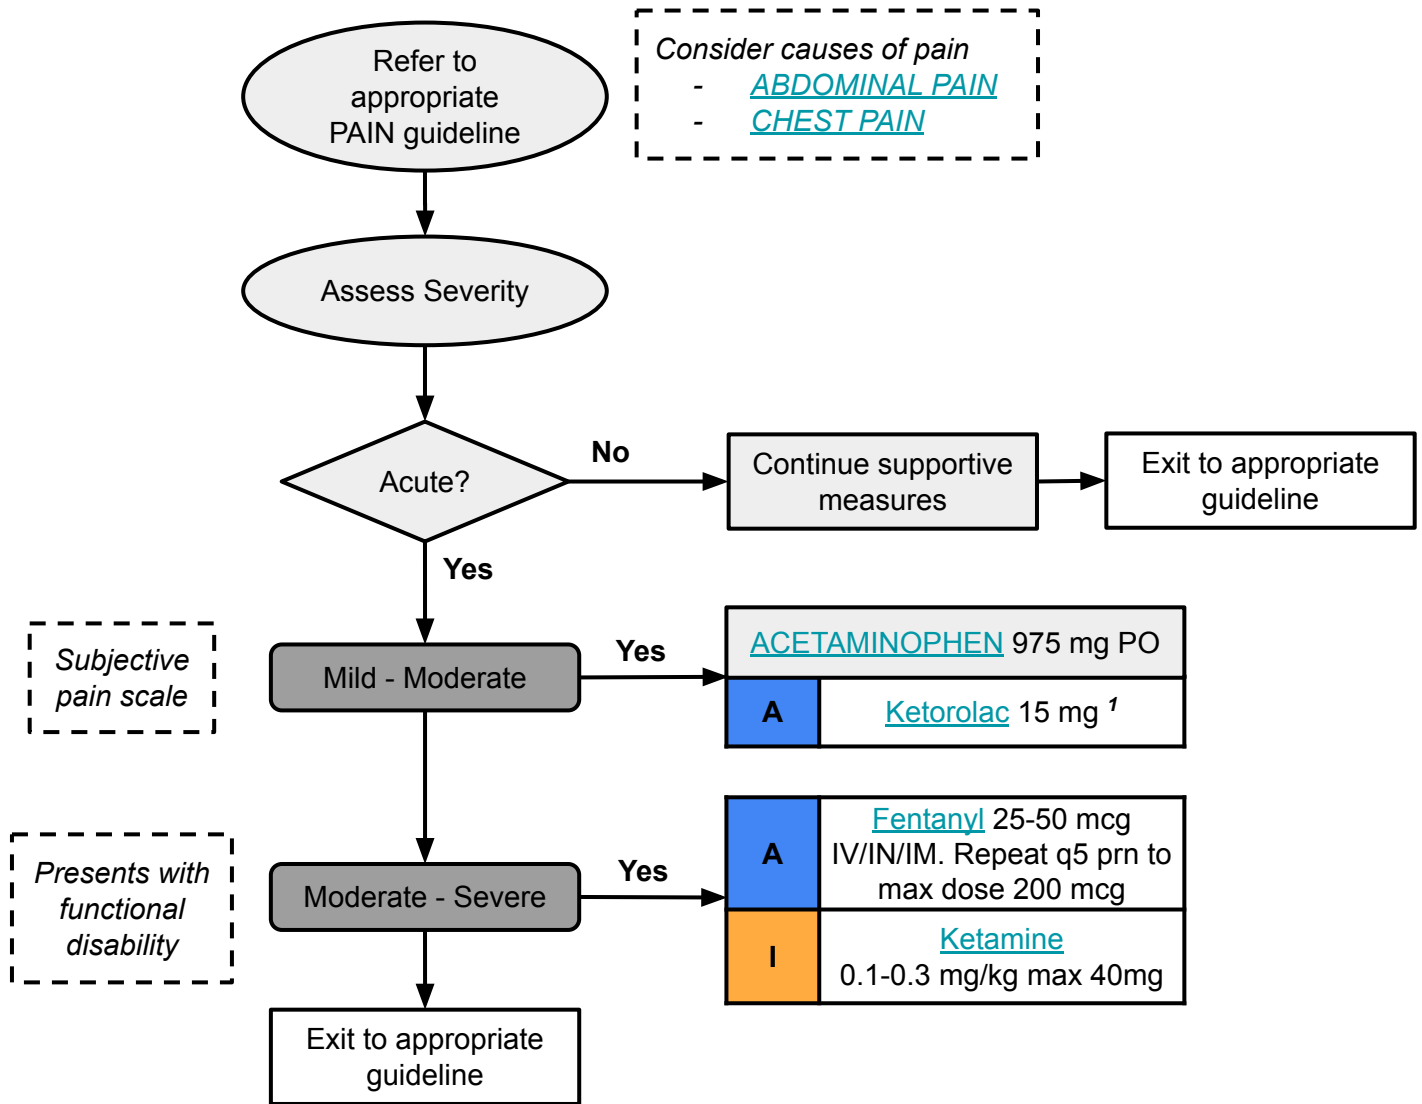 Refer to
appropriate
PAIN guideline
Consider causes of pain
- ABDOMINAL PAIN
- CHEST PAIN
Assess Severity
Acute?
No
Continue supportive
measures
Exit to appropriate
guideline
Yes
Subjective
pain scale
Mild - Moderate
Yes
ACETAMINOPHEN 975 mg PO
A
Ketorolac 15 mg ¹
Presents with
functional
disability
Moderate - Severe
Yes
A
Fentanyl 25-50 mcg
IV/IN/IM. Repeat q5 prn to
max dose 200 mcg
I
Ketamine
0.1-0.3 mg/kg max 40mg
Exit to appropriate
guideline